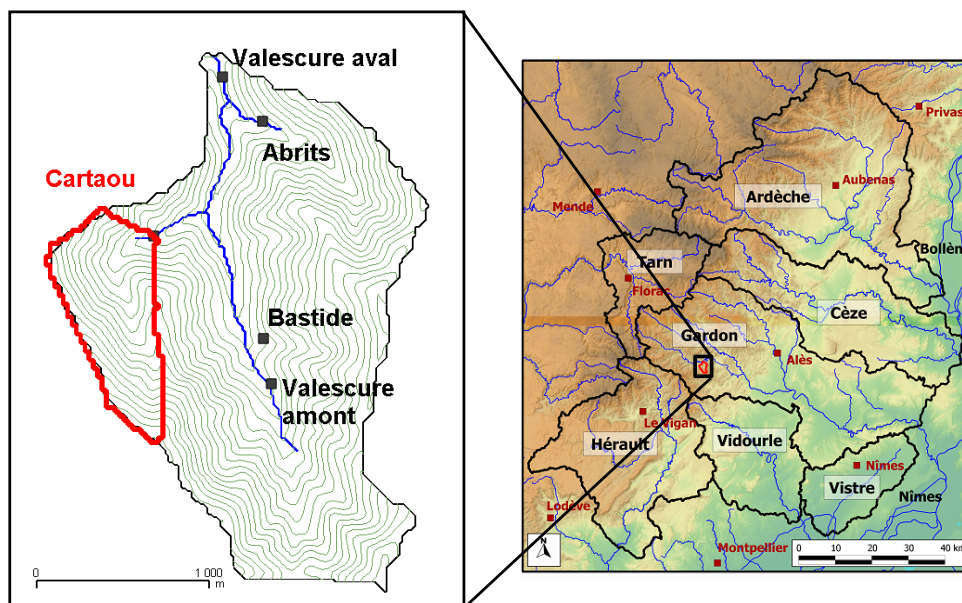 Valescure aval
Abrits
Cartaou
Bastide
Valescure
amont
0
1 000
m
Privas
Aubenas
Ardèche
Mende
Bollèn
Tarn
Florac
Cèze
Gardon
Alès
Le Vigan
Hérault
Vidourle
Nîmes
Vistre
Nîmes
Lodève
N
Montpellier
0 10 20 30 40 km